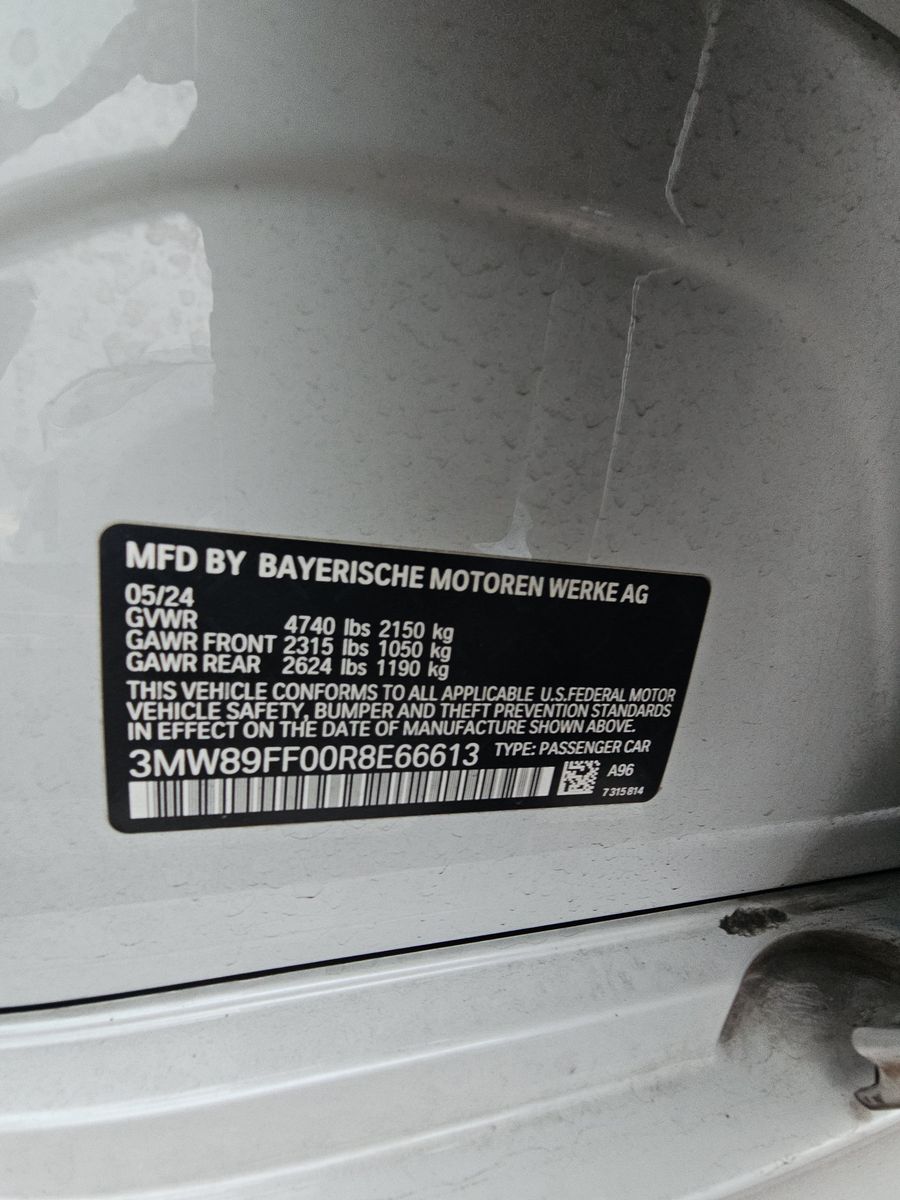 MFD BY BAYERISCHE MOTOREN WERKE AG
05/24
GVWR 4740 lbs 2150 kg
GAWR FRONT 2315 lbs 1050 kg
GAWR REAR 2624 lbs 1190 kg
THIS VEHICLE CONFORMS TO ALL APPLICABLE U.S.FEDERAL MOTOR
VEHICLE SAFETY, BUMPER AND THEFT PREVENTION STANDARDS
IN EFFECT ON THE DATE OF MANUFACTURE SHOWN ABOVE.
3MW89FF00R8E66613 TYPE: PASSENGER CAR
A96
7315814